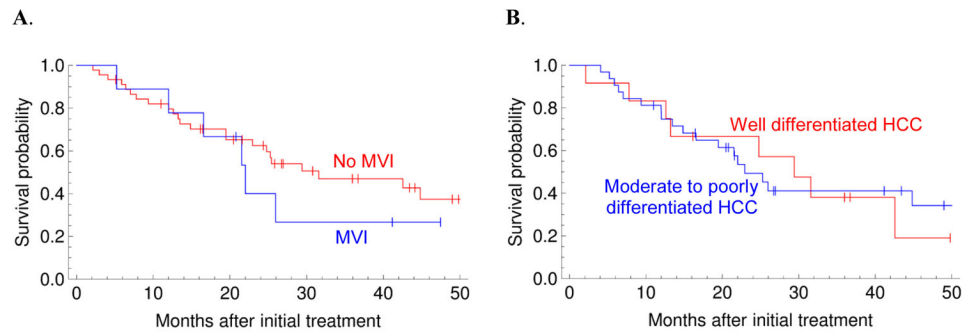 A.
Survival probability
1.0
0.8
0.6
0.4
0.2
0.0
No MVI
MVI
0 10 20 30 40 50
Months after initial treatment
B.
Survival probability
1.0
0.8
0.6
0.4
0.2
0.0
Well differentiated HCC
Moderate to poorly
differentiated HCC
0 10 20 30 40 50
Months after initial treatment